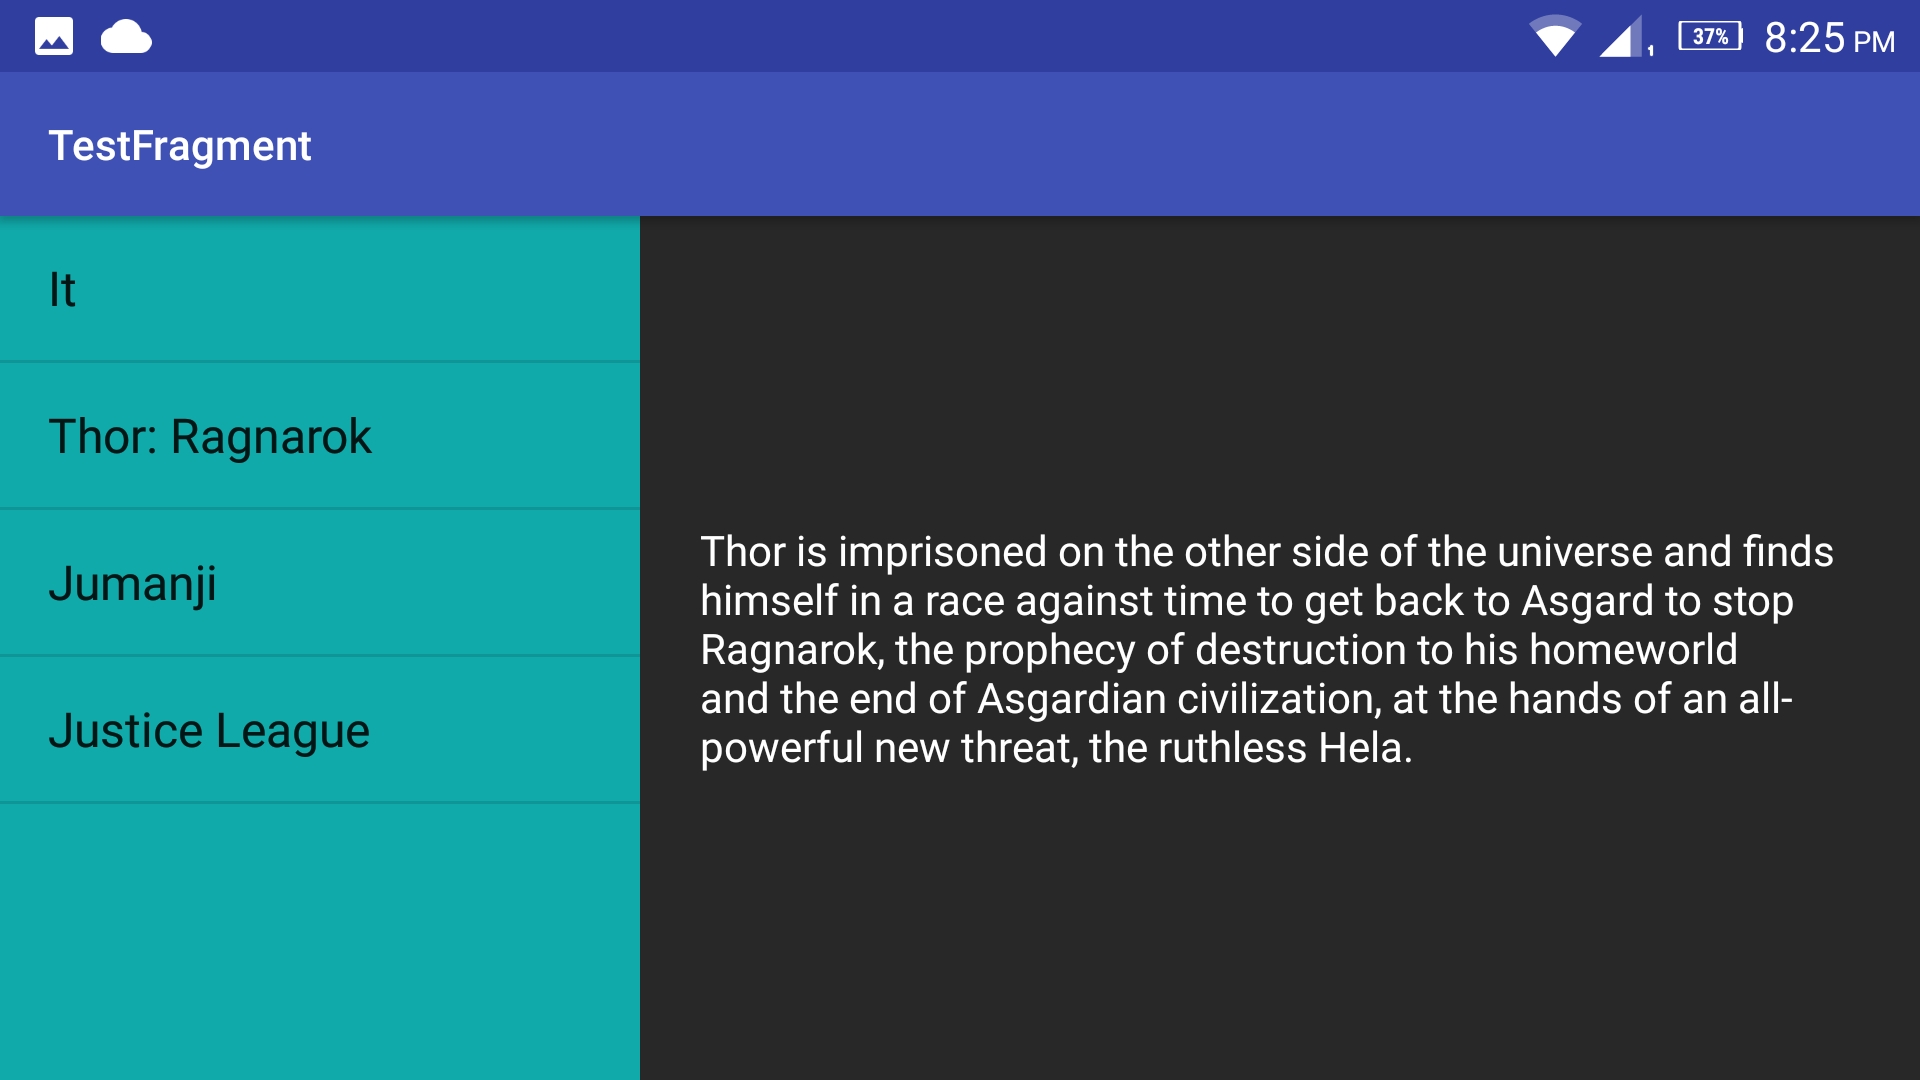 37% 8:25 PM
TestFragment
It
Thor: Ragnarok
Jumanji
Justice League
Thor is imprisoned on the other side of the universe and finds
himself in a race against time to get back to Asgard to stop
Ragnarok, the prophecy of destruction to his homeworld
and the end of Asgardian civilization, at the hands of an all-
powerful new threat, the ruthless Hela.